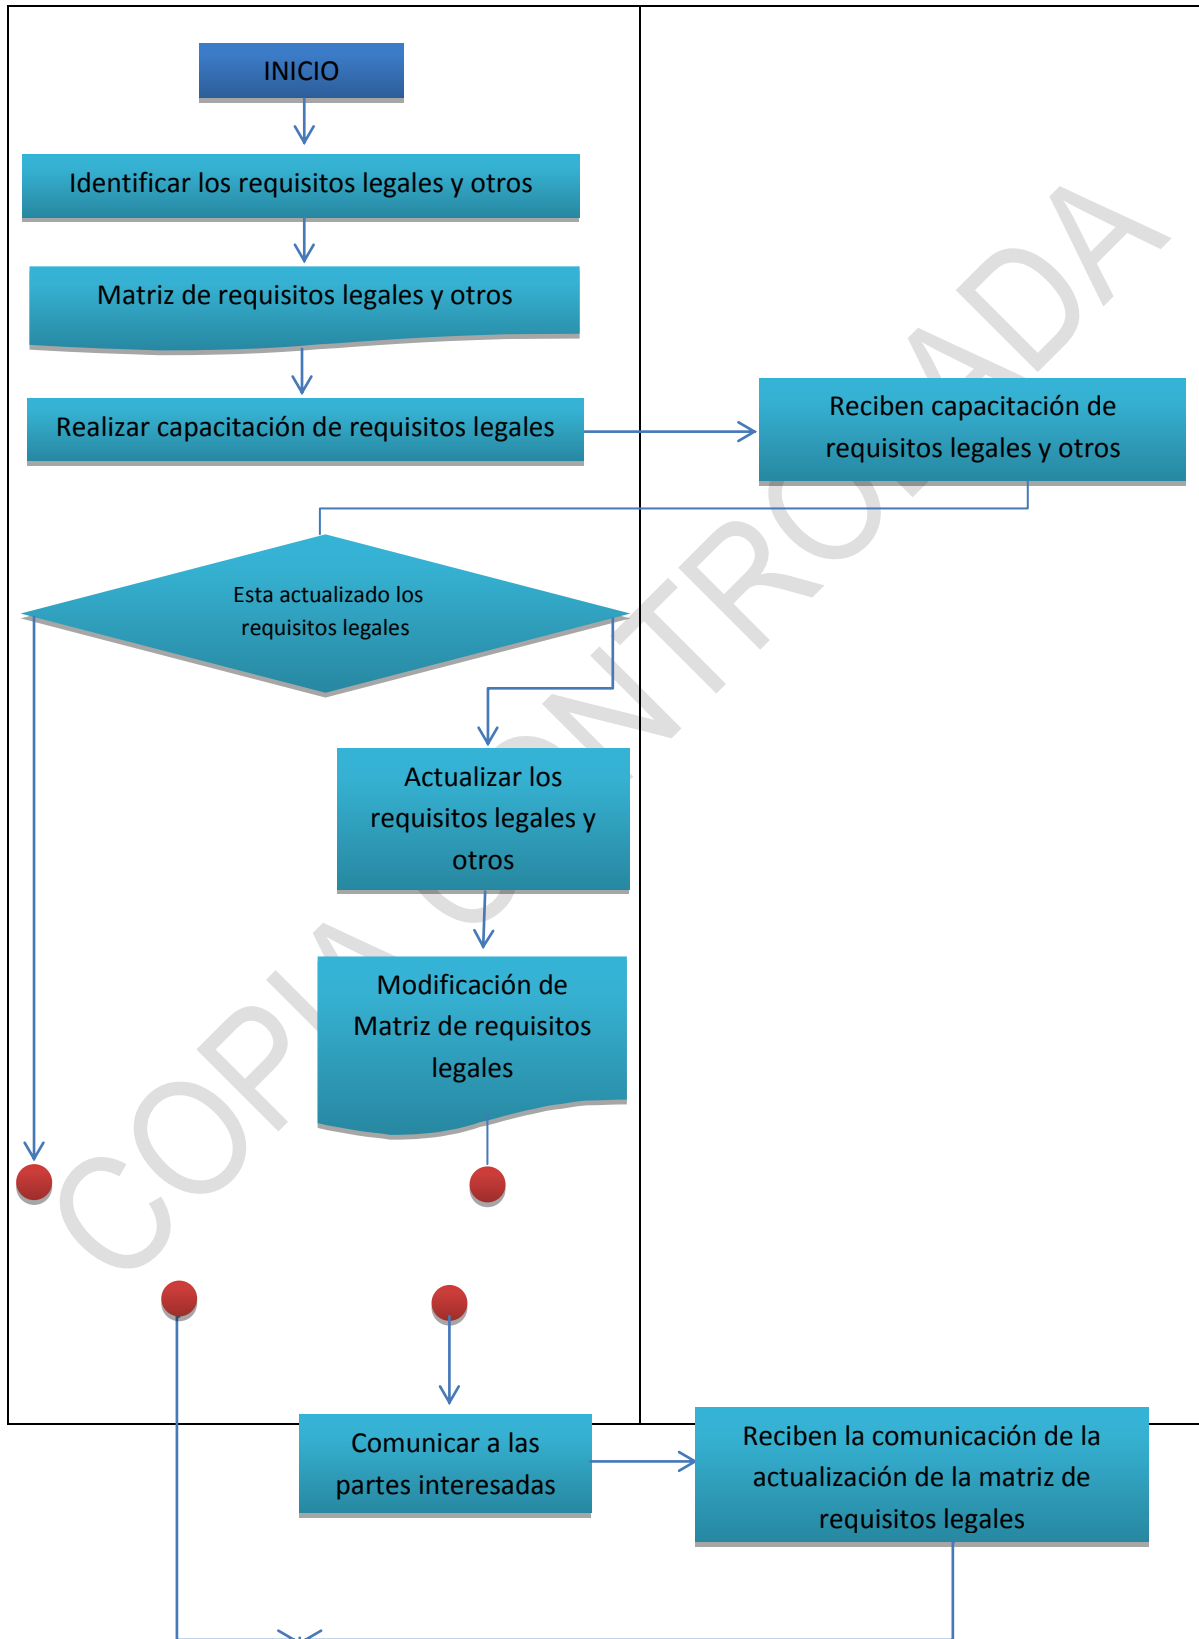 INICIO
Identificar los requisitos legales y otros
Matriz de requisitos legales y otros
Realizar capacitación de requisitos legales
Reciben capacitación de
requisitos legales y otros
Esta actualizado los
requisitos legales
Actualizar los
requisitos legales y
otros
Modificación de
Matriz de requisitos
legales
Comunicar a las
partes interesadas
Reciben la comunicación de la
actualización de la matriz de
requisitos legales
COPIA CONTROLADA